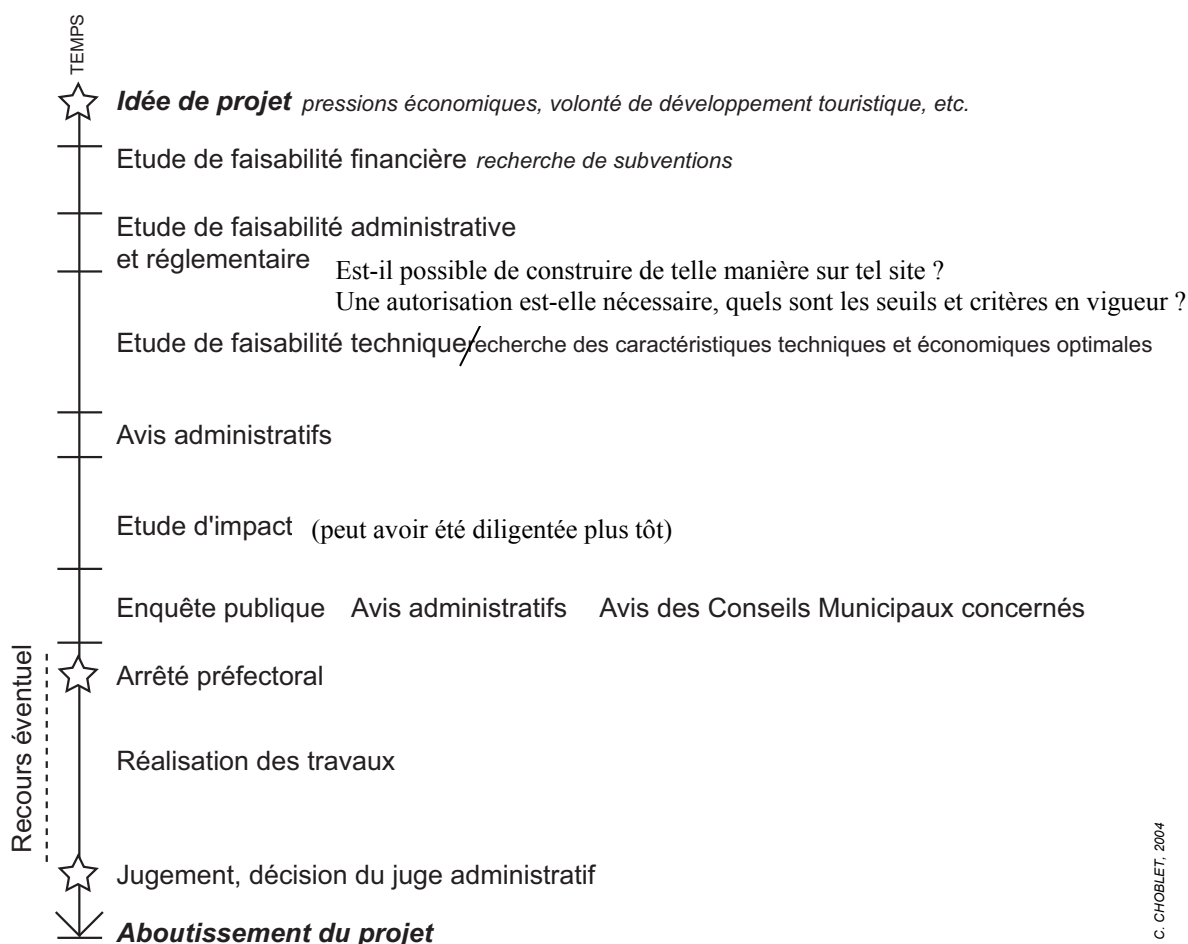 TEMPS
Idée de projet pressions économiques, volonté de développement touristique, etc.
Etude de faisabilité financière recherche de subventions
Etude de faisabilité administrative
et réglementaire
Est-il possible de construire de telle manière sur tel site ?
Une autorisation est-elle nécessaire, quels sont les seuils et critères en vigueur ?
Etude de faisabilité technique/recherche des caractéristiques techniques et économiques optimales
Avis administratifs
Etude d'impact (peut avoir été diligentée plus tôt)
Enquête publique Avis administratifs Avis des Conseils Municipaux concernés
Recours éventuel
Arrêté préfectoral
Réalisation des travaux
Jugement, décision du juge administratif
Aboutissement du projet
C. CHOBLET, 2004